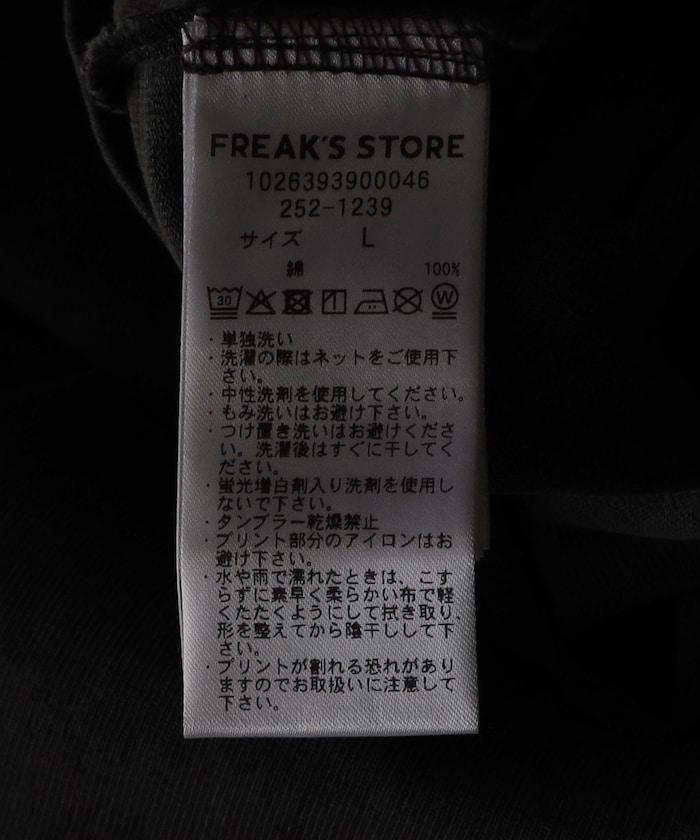 FREAK'S STORE
1026393900046
252-1239
サイズ L
綿 100%
30 W
・単独洗い
・洗濯の際はネットをご使用下
さい。
・中性洗剤を使用してください。
・もみ洗いはお避け下さい。
・つけ置き洗いはお避けくださ
い。洗濯後はすぐに干してく
ださい。
・蛍光増白剤入り洗剤を使用し
ないで下さい。
・タンブラー乾燥禁止
・プリント部分のアイロンはお
避け下さい。
・水や雨で濡れたときは、こす
らずに素早く柔らかい布で軽
くたたくようにして拭き取り、
形を整えてから陰干しして下
さい。
・プリントが割れる恐れがあり
ますのでお取扱いに注意して
下さい。